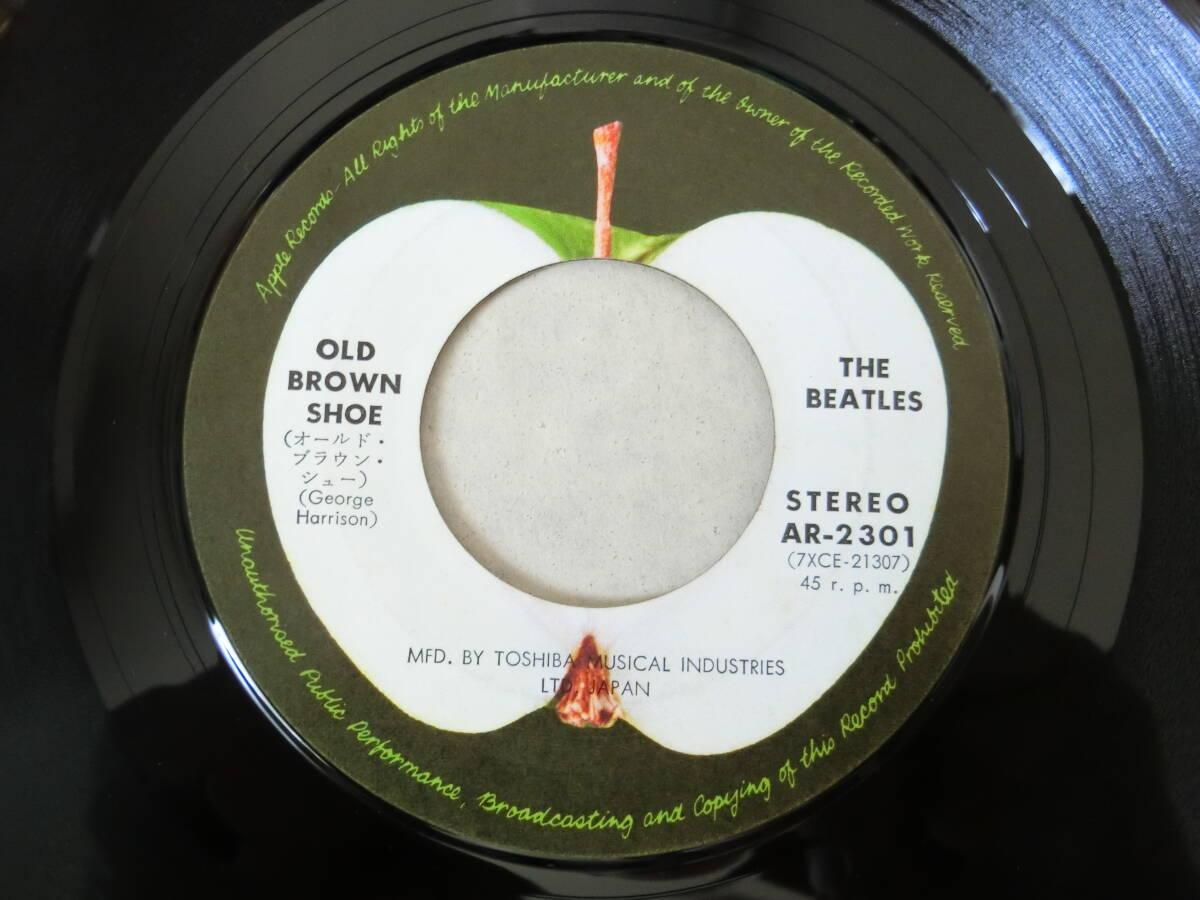 Apple Records-All Rights of the Manufacturer and of the Owner of the Recorded Work Reserved
OLD
BROWN
SHOE
(オールド・
ブラウン・
シュー)
(George
Harrison)
THE
BEATLES
STEREO
AR-2301
(7XCE-21307)
45 r. p. m.
MFD. BY TOSHIBA MUSICAL INDUSTRIES
LTD. JAPAN
Unauthorised Public Performance, Broadcasting and Copying of this Record Prohibited